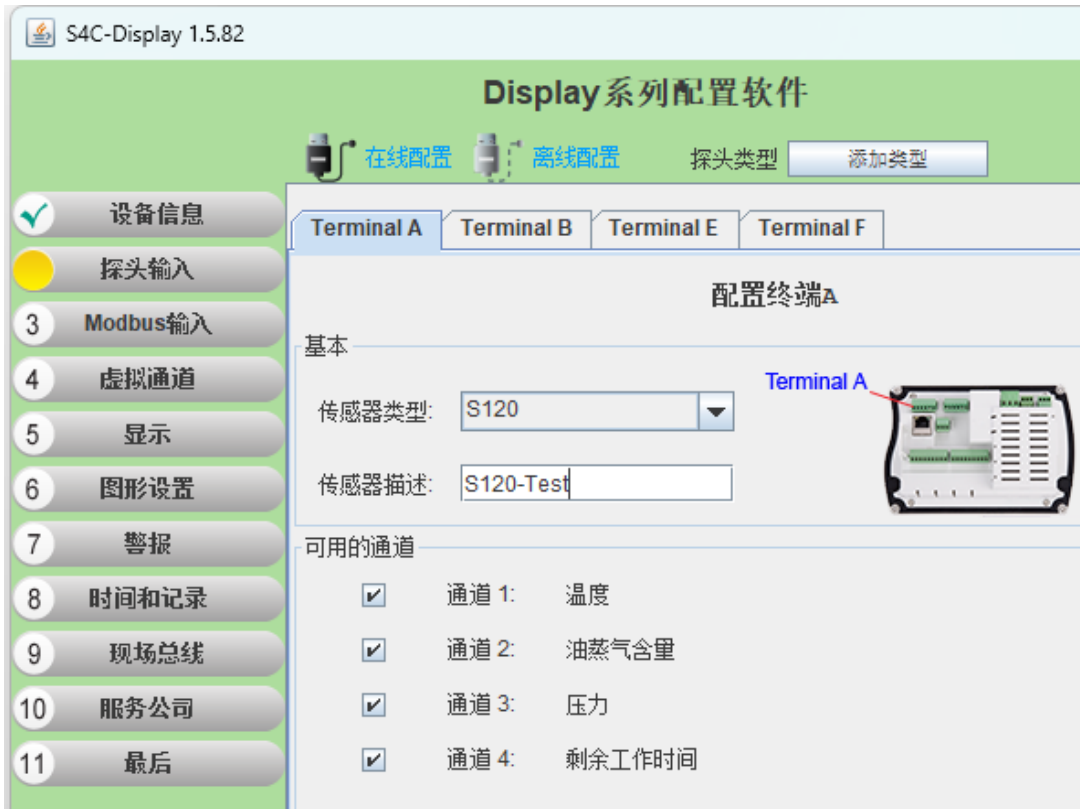 S4C-Display 1.5.82
Display系列配置软件
在线配置 离线配置 探头类型 添加类型
设备信息
探头输入
3 Modbus输入
4 虚拟通道
5 显示
6 图形设置
7 警报
8 时间和记录
9 现场总线
10 服务公司
11 最后
Terminal A Terminal B Terminal E Terminal F
配置终端A
基本
传感器类型: S120
传感器描述: S120-Test
Terminal A
可用的通道
通道 1: 温度
通道 2: 油蒸气含量
通道 3: 压力
通道 4: 剩余工作时间